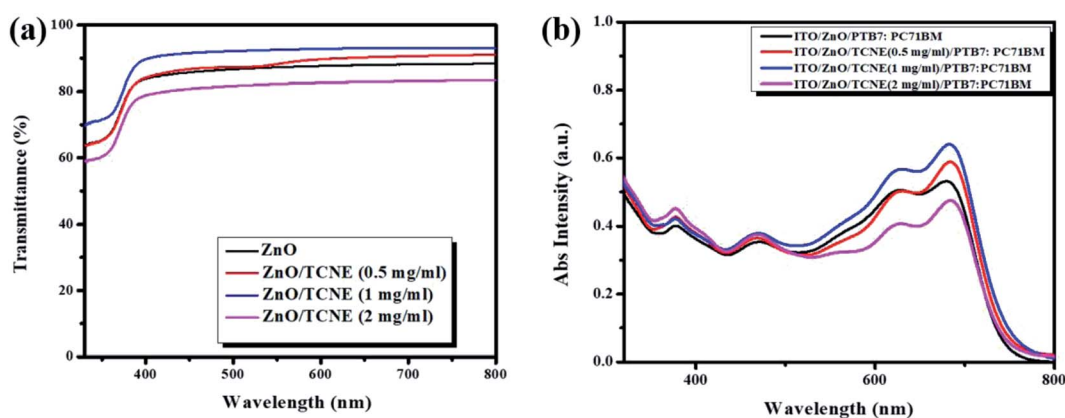 (a)
100
80
60
40
20
0
Transmittannce (%)
ZnO
ZnO/TCNE (0.5 mg/ml)
ZnO/TCNE (1 mg/ml)
ZnO/TCNE (2 mg/ml)
400 500 600 700 800
Wavelength (nm)
(b)
1.0
0.8
0.6
0.4
0.2
0.0
Abs Intensity (a.u.)
ITO/ZnO/PTB7: PC71BM
ITO/ZnO/TCNE(0.5 mg/ml)/PTB7: PC71BM
ITO/ZnO/TCNE(1 mg/ml)/PTB7:PC71BM
ITO/ZnO/TCNE(2 mg/ml)/PTB7:PC71BM
400 500 600 700 800
Wavelength (nm)